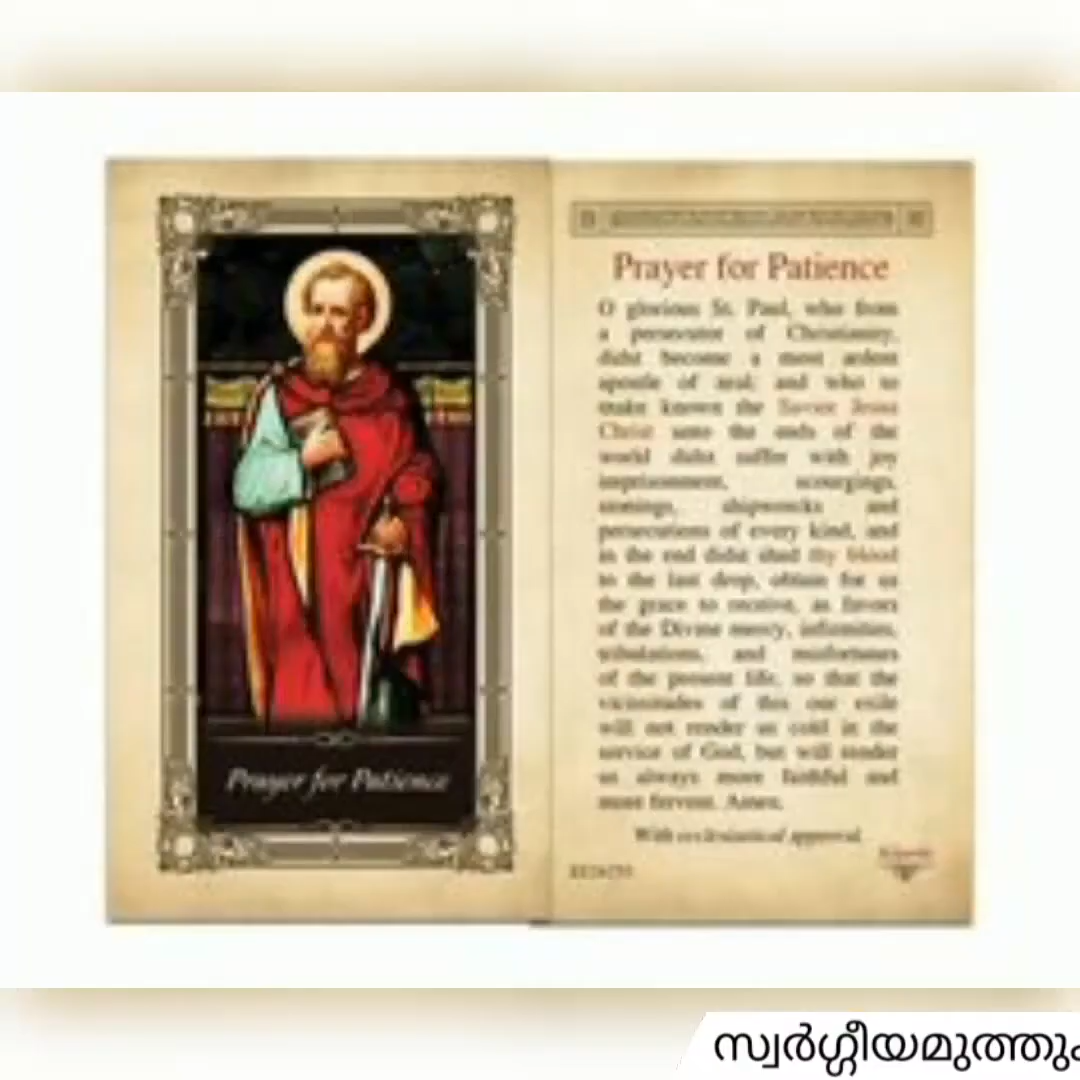 Prayer for Patience
Prayer for Patience
O glorious St. Paul, who from
a persecutor of Christianity,
didst become a most ardent
apostle of zeal; and who to
make known the Savior Jesus
Christ unto the ends of the
world didst suffer with joy
imprisonment, scourgings,
stonings, shipwrecks and
persecutions of every kind, and
in the end didst shed thy blood
to the last drop, obtain for us
the grace to receive, as favors
of the Divine mercy, infirmities,
tribulations, and misfortunes
of the present life, so that the
vicissitudes of this our exile
will not render us cold in the
service of God, but will render
us always more faithful and
more fervent. Amen.
With ecclesiastical approval
സ്വർഗ്ഗീയമുത്തും